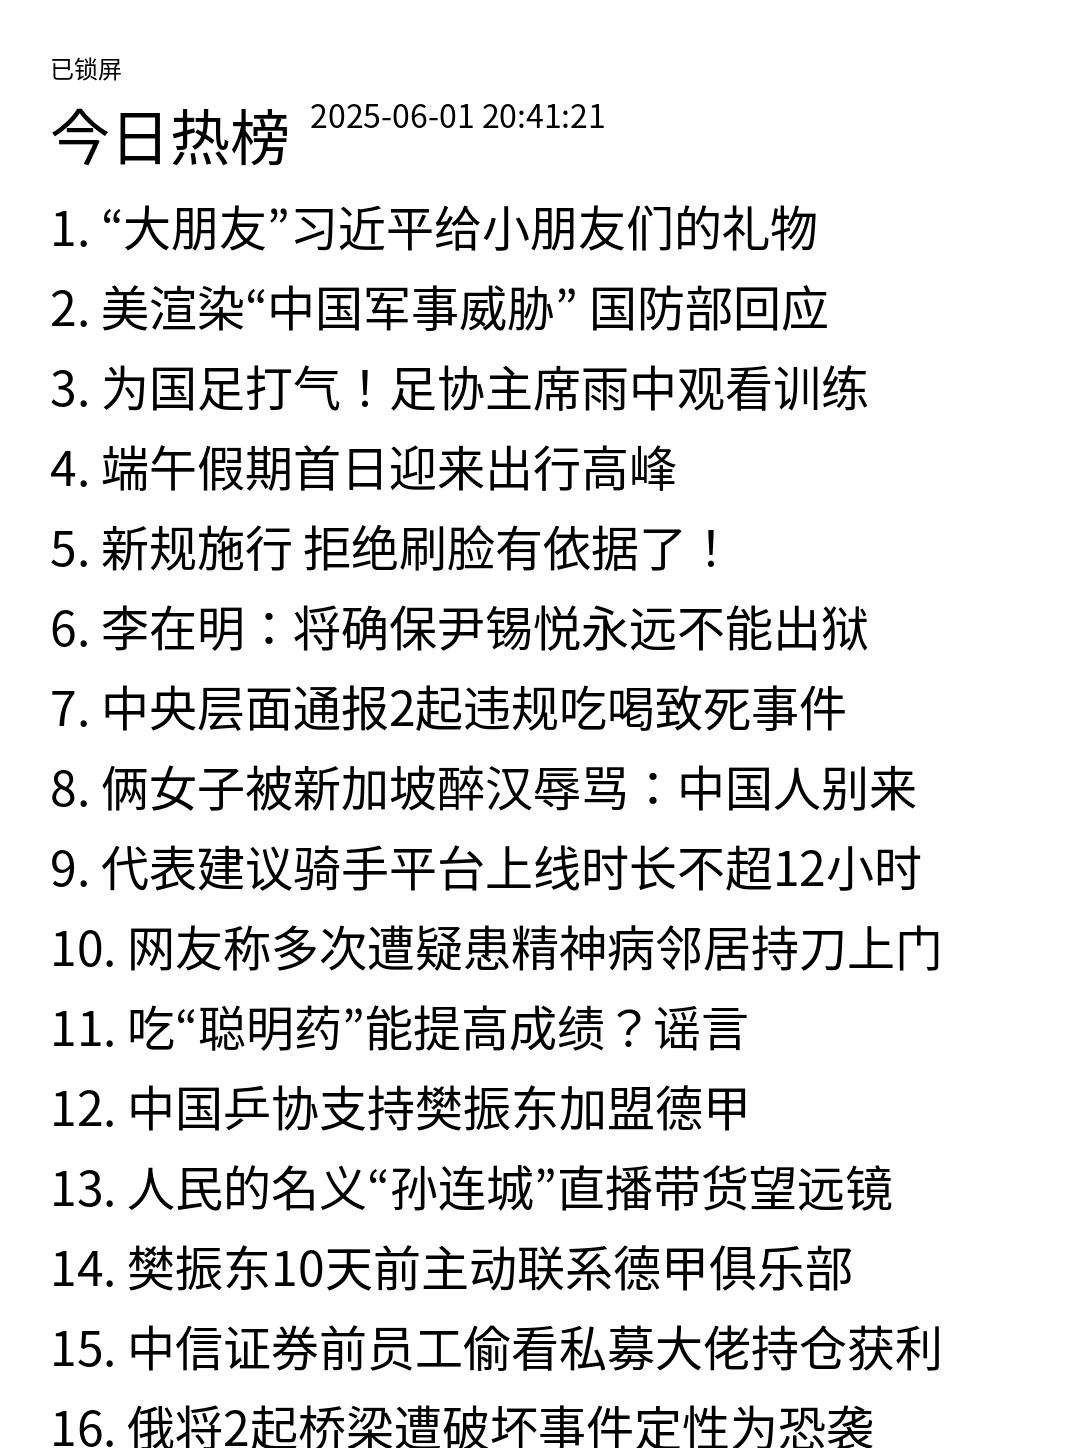 已锁屏
今日热榜 2025-06-01 20:41:21
1. “大朋友”习近平给小朋友们的礼物
2. 美渲染“中国军事威胁” 国防部回应
3. 为国足打气！足协主席雨中观看训练
4. 端午假期首日迎来出行高峰
5. 新规施行 拒绝刷脸有依据了！
6. 李在明：将确保尹锡悦永远不能出狱
7. 中央层面通报2起违规吃喝致死事件
8. 俩女子被新加坡醉汉辱骂：中国人别来
9. 代表建议骑手平台上线时长不超12小时
10. 网友称多次遭疑患精神病邻居持刀上门
11. 吃“聪明药”能提高成绩？谣言
12. 中国乒协支持樊振东加盟德甲
13. 人民的名义“孙连城”直播带货望远镜
14. 樊振东10天前主动联系德甲俱乐部
15. 中信证券前员工偷看私募大佬持仓获利
16. 俄将2起桥梁遭破坏事件定性为恐袭